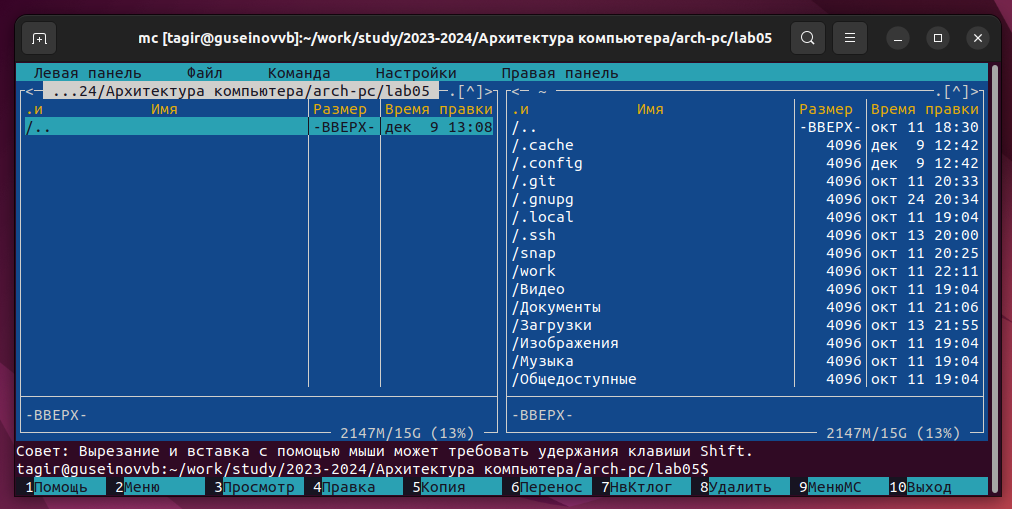 mc [tagir@guseinovvb]:~/work/study/2023-2024/Архитектура компьютера/arch-pc/lab05
Левая панель Файл Команда Настройки Правая панель
<─ ...24/Архитектура компьютера/arch-pc/lab05 ─.[^]>
.и Имя Размер Время правки
/.. -ВВЕРХ- дек 9 13:08
-ВВЕРХ-
2147M/15G (13%)
<─ ~ .[^]>
.и Имя Размер Время правки
/.. -ВВЕРХ- окт 11 18:30
/.cache 4096 дек 9 12:42
/.config 4096 дек 9 12:42
/.git 4096 окт 11 20:33
/.gnupg 4096 окт 24 20:34
/.local 4096 окт 11 19:04
/.ssh 4096 окт 13 20:00
/snap 4096 окт 11 20:25
/work 4096 окт 11 22:11
/Видео 4096 окт 11 19:04
/Документы 4096 окт 11 21:06
/Загрузки 4096 окт 13 21:55
/Изображения 4096 окт 11 19:04
/Музыка 4096 окт 11 19:04
/Общедоступные 4096 окт 11 19:04
-ВВЕРХ-
2147M/15G (13%)
Совет: Вырезание и вставка с помощью мыши может требовать удержания клавиши Shift.
tagir@guseinovvb:~/work/study/2023-2024/Архитектура компьютера/arch-pc/lab05$
1Помощь 2Меню 3Просмотр 4Правка 5Копия 6Перенос 7НвКтлог 8Удалить 9МенюMC 10Выход